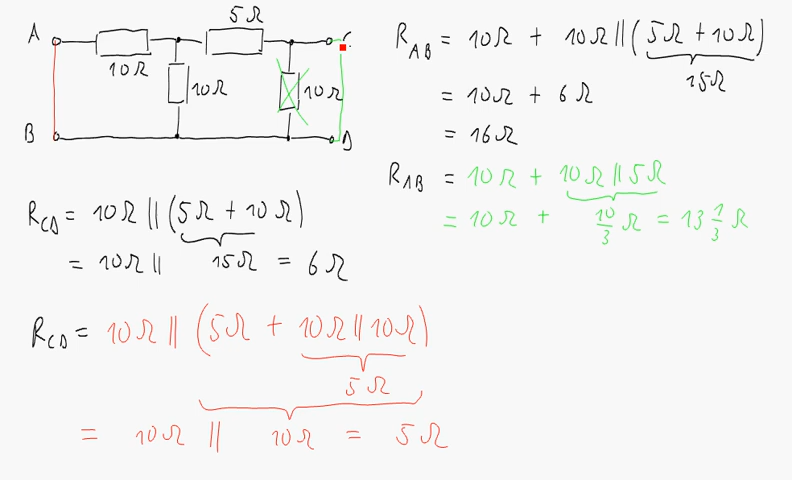 A
10Ω
5Ω
C
10Ω
10Ω
B
D
R_AB = 10Ω + 10Ω || (5Ω + 10Ω)
15Ω
= 10Ω + 6Ω
= 16Ω
R_AB = 10Ω + 10Ω || 5Ω
= 10Ω + 10/3 Ω = 13 1/3 Ω
R_CD = 10Ω || (5Ω + 10Ω)
= 10Ω || 15Ω = 6Ω
R_CD = 10Ω || (5Ω + 10Ω || 10Ω)
5Ω
= 10Ω || 10Ω = 5Ω